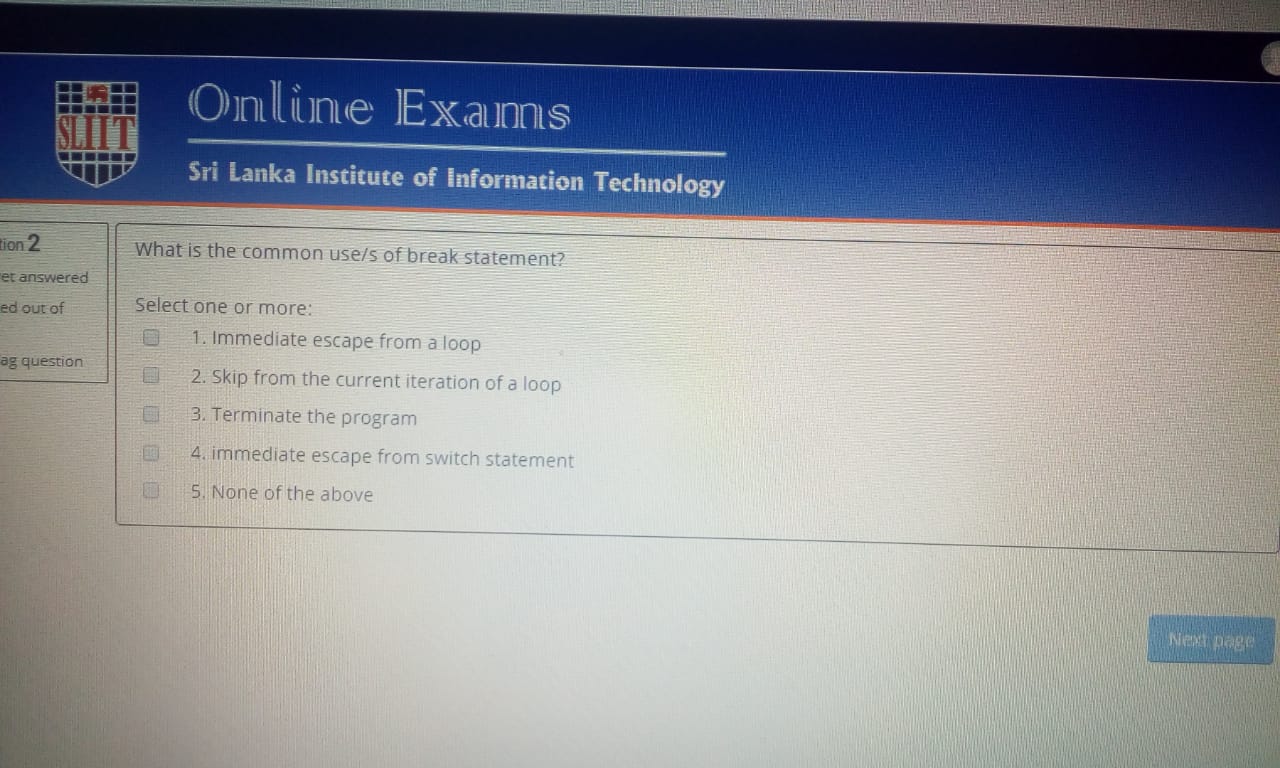 SLIIT
Online Exams
Sri Lanka Institute of Information Technology
tion 2
et answered
ed out of
ag question
What is the common use/s of break statement?
Select one or more:
1. Immediate escape from a loop
2. Skip from the current iteration of a loop
3. Terminate the program
4. immediate escape from switch statement
5. None of the above
Next page